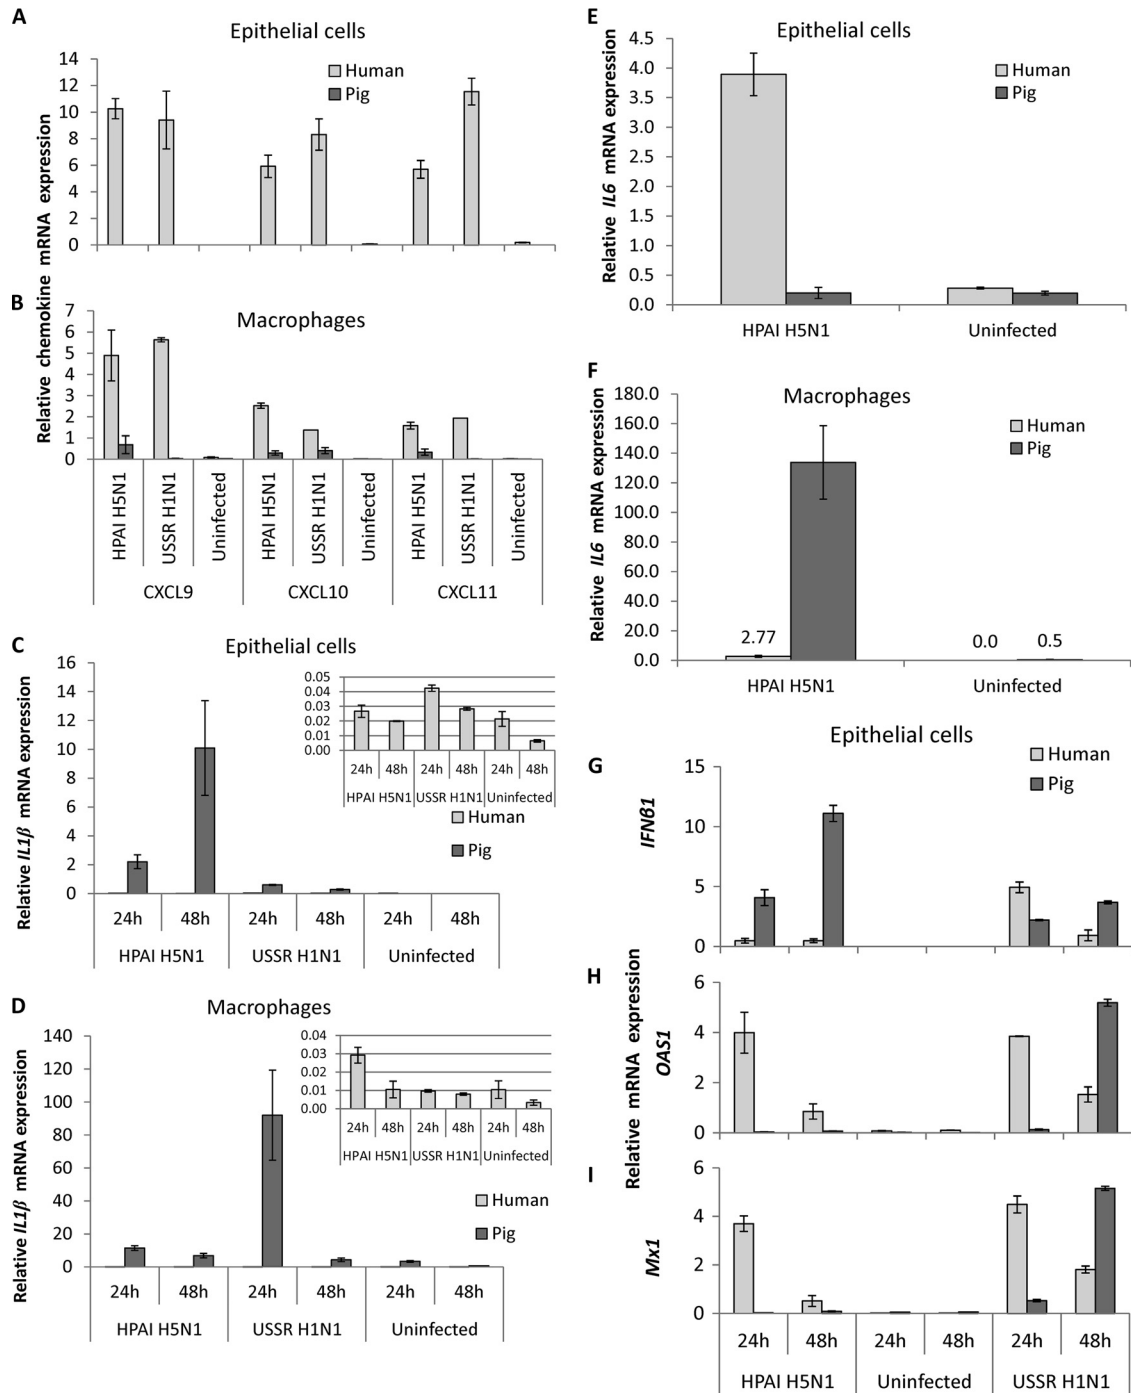 A
Epithelial cells
14
12
10
8
6
4
2
0
Human
Pig
Relative chemokine mRNA expression
B
Macrophages
7
6
5
4
3
2
1
0
HPAI H5N1 USSR H1N1 Uninfected HPAI H5N1 USSR H1N1 Uninfected HPAI H5N1 USSR H1N1 Uninfected
CXCL9 CXCL10 CXCL11
C
Epithelial cells
Relative IL1β mRNA expression
16
14
12
10
8
6
4
2
0
0.05
0.04
0.03
0.02
0.01
0.00
24h 48h 24h 48h 24h 48h
HPAI H5N1 USSR H1N1 Uninfected
Human
Pig
24h 48h 24h 48h 24h 48h
HPAI H5N1 USSR H1N1 Uninfected
D
Macrophages
Relative IL1β mRNA expression
140
120
100
80
60
40
20
0
0.04
0.03
0.02
0.01
0.00
24h 48h 24h 48h 24h 48h
HPAI H5N1 USSR H1N1 Uninfected
Human
Pig
24h 48h 24h 48h 24h 48h
HPAI H5N1 USSR H1N1 Uninfected
E
Epithelial cells
Relative IL6 mRNA expression
4.5
4.0
3.5
3.0
2.5
2.0
1.5
1.0
0.5
0.0
Human
Pig
HPAI H5N1 Uninfected
F
Macrophages
Relative IL6 mRNA expression
180.0
160.0
140.0
120.0
100.0
80.0
60.0
40.0
20.0
0.0
Human
Pig
2.77 0.0 0.5
HPAI H5N1 Uninfected
Epithelial cells
Human
Pig
G
IFNβ1
15
10
5
0
Relative mRNA expression
H
OAS1
6
4
2
0
I
Mx1
6
4
2
0
24h 48h 24h 48h 24h 48h
HPAI H5N1 Uninfected USSR H1N1